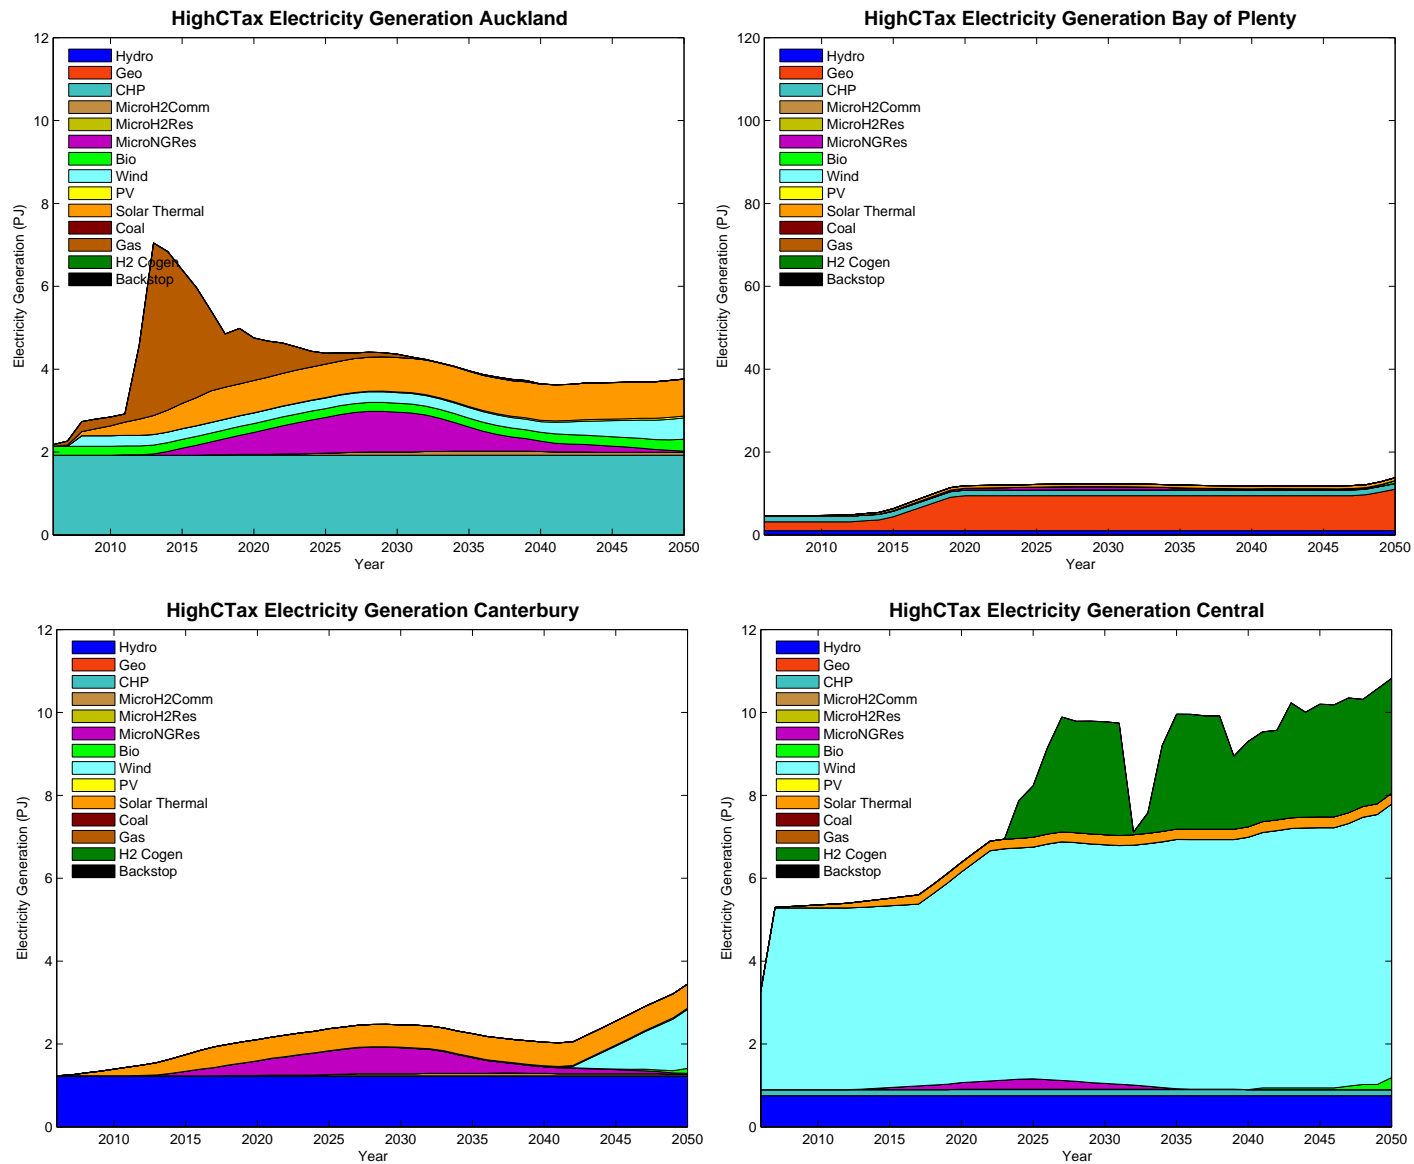 HighCTax Electricity Generation Auckland
12
10
8
6
4
2
0
Electricity Generation (PJ)
Hydro
Geo
CHP
MicroH2Comm
MicroH2Res
MicroNGRes
Bio
Wind
PV
Solar Thermal
Coal
Gas
H2 Cogen
Backstop
2010 2015 2020 2025 2030 2035 2040 2045 2050
Year
HighCTax Electricity Generation Bay of Plenty
120
100
80
60
40
20
0
Electricity Generation (PJ)
Hydro
Geo
CHP
MicroH2Comm
MicroH2Res
MicroNGRes
Bio
Wind
PV
Solar Thermal
Coal
Gas
H2 Cogen
Backstop
2010 2015 2020 2025 2030 2035 2040 2045 2050
Year
HighCTax Electricity Generation Canterbury
12
10
8
6
4
2
0
Electricity Generation (PJ)
Hydro
Geo
CHP
MicroH2Comm
MicroH2Res
MicroNGRes
Bio
Wind
PV
Solar Thermal
Coal
Gas
H2 Cogen
Backstop
2010 2015 2020 2025 2030 2035 2040 2045 2050
Year
HighCTax Electricity Generation Central
12
10
8
6
4
2
0
Electricity Generation (PJ)
Hydro
Geo
CHP
MicroH2Comm
MicroH2Res
MicroNGRes
Bio
Wind
PV
Solar Thermal
Coal
Gas
H2 Cogen
Backstop
2010 2015 2020 2025 2030 2035 2040 2045 2050
Year